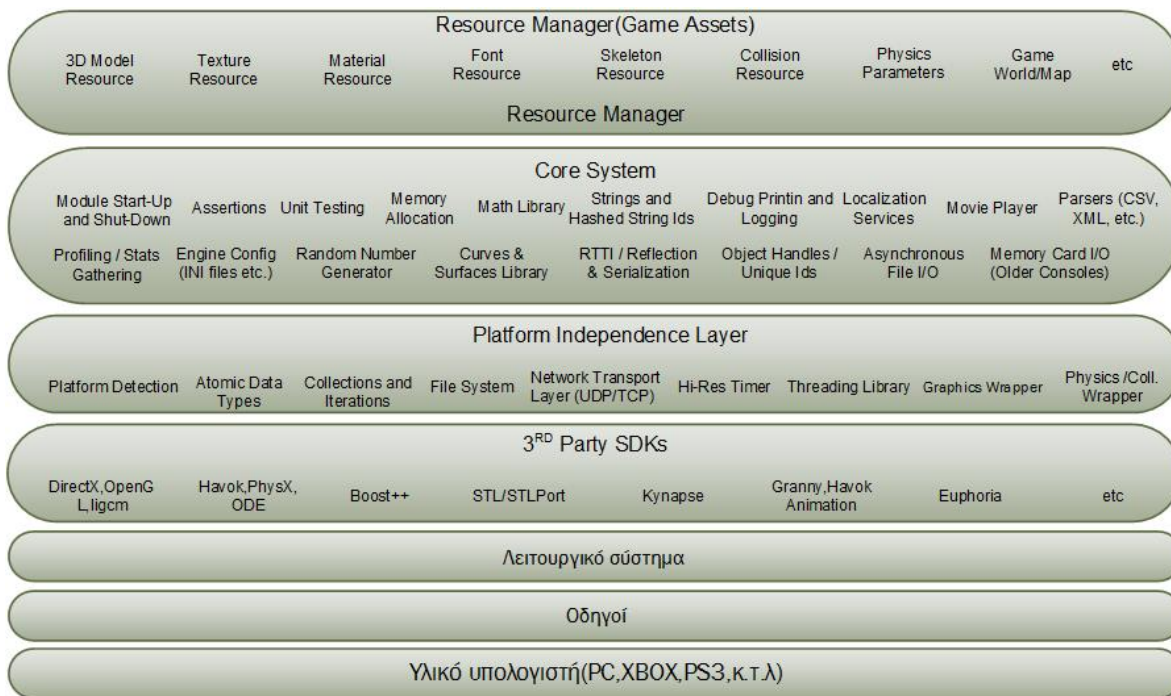 Resource Manager(Game Assets)
3D Model Resource
Texture Resource
Material Resource
Font Resource
Skeleton Resource
Collision Resource
Physics Parameters
Game World/Map
etc
Resource Manager
Core System
Module Start-Up and Shut-Down
Assertions
Unit Testing
Memory Allocation
Math Library
Strings and Hashed String Ids
Debug Printin and Logging
Localization Services
Movie Player
Parsers (CSV, XML, etc.)
Profiling / Stats Gathering
Engine Config (INI files etc.)
Random Number Generator
Curves & Surfaces Library
RTTI / Reflection & Serialization
Object Handles / Unique Ids
Asynchronous File I/O
Memory Card I/O (Older Consoles)
Platform Independence Layer
Platform Detection
Atomic Data Types
Collections and Iterations
File System
Network Transport Layer (UDP/TCP)
Hi-Res Timer
Threading Library
Graphics Wrapper
Physics /Coll. Wrapper
3RD Party SDKs
DirectX,OpenG L,ligcm
Havok,PhysX, ODE
Boost++
STL/STLPort
Kynapse
Granny,Havok Animation
Euphoria
etc
Λειτουργικό σύστημα
Οδηγοί
Υλικό υπολογιστή(PC,XBOX,PS3,κ.τ.λ)